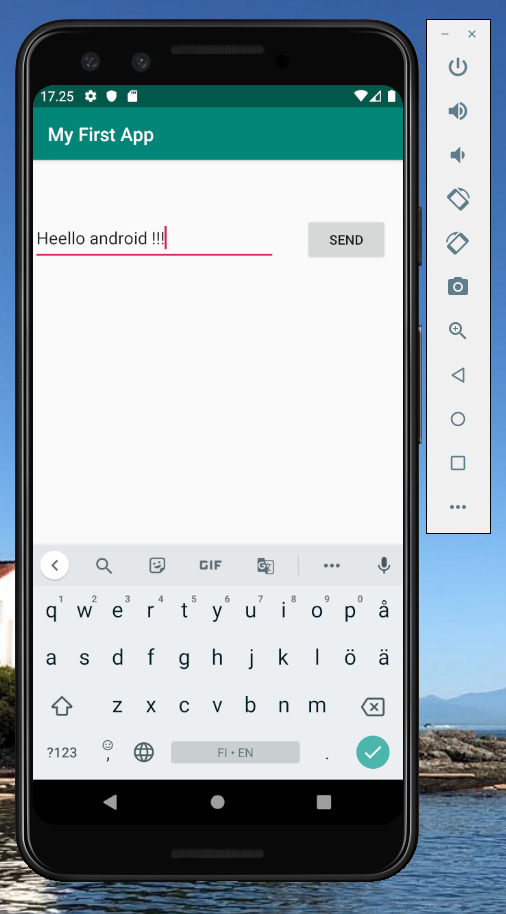 17.25
My First App
Heello android !!!
SEND
GIF
G
1 2 3 4 5 6 7 8 9 0
q w e r t y u i o p å
a s d f g h j k l ö ä
z x c v b n m
?123 , FI • EN .